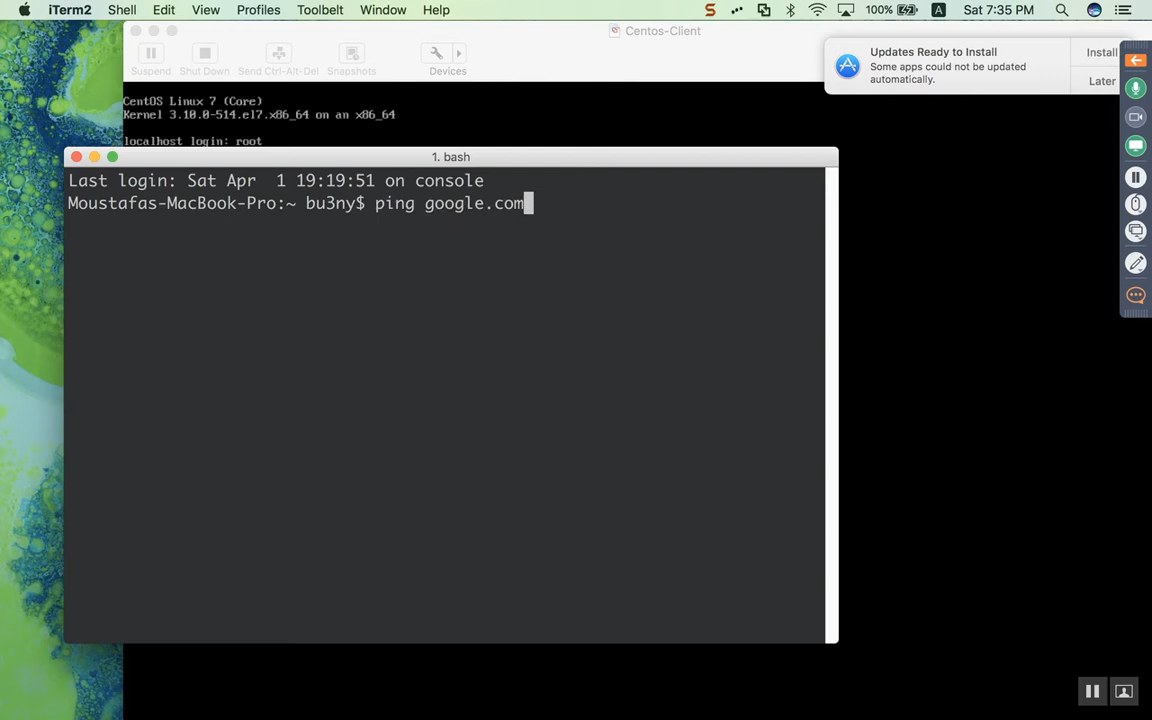 iTerm2 Shell Edit View Profiles Toolbelt Window Help S 100% A Sat 7:35 PM
Centos-Client
Suspend Shut Down Send Ctrl-Alt-Del Snapshots Devices
Updates Ready to Install
Some apps could not be updated
automatically.
Install
Later
CentOS Linux 7 (Core)
Kernel 3.10.0-514.el7.x86_64 on an x86_64
localhost login: root
1. bash
Last login: Sat Apr  1 19:19:51 on console
Moustafas-MacBook-Pro:~ bu3ny$ ping google.com